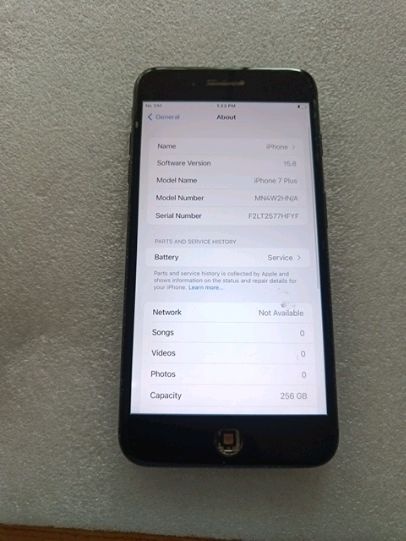 No SIM 5:53 PM
General About
Name iPhone
Software Version 15.8
Model Name iPhone 7 Plus
Model Number MN4W2HN/A
Serial Number F2LT2577HFYF
PARTS AND SERVICE HISTORY
Battery Service
Parts and service history is collected by Apple and
shows information on the status and repair details for
your iPhone. Learn more...
Network Not Available
Songs 0
Videos 0
Photos 0
Capacity 256 GB